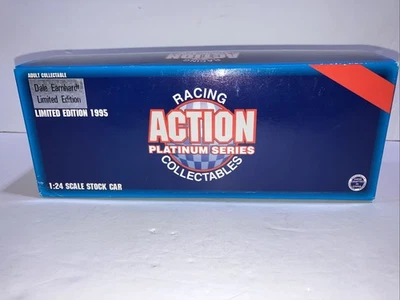 ADULT COLLECTABLE
Dale Earnhardt
Limited Edition
LIMITED EDITION 1995
RACING
ACTION
PLATINUM SERIES
COLLECTABLES
1:24 SCALE STOCK CAR